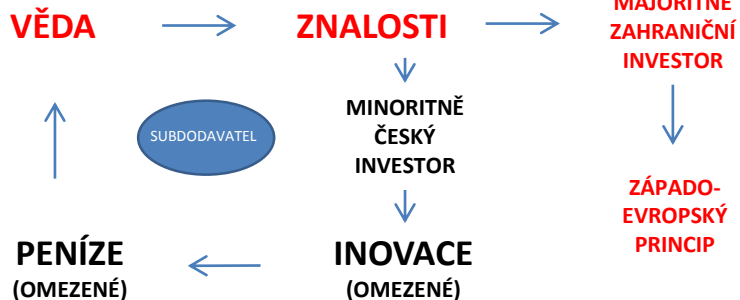 VĚDA
ZNALOSTI
MAJORITNĚ
ZAHRANIČNÍ
INVESTOR
SUBDODAVATEL
MINORITNĚ
ČESKÝ
INVESTOR
ZÁPADO-
EVROPSKÝ
PRINCIP
PENÍZE
(OMEZENÉ)
INOVACE
(OMEZENÉ)